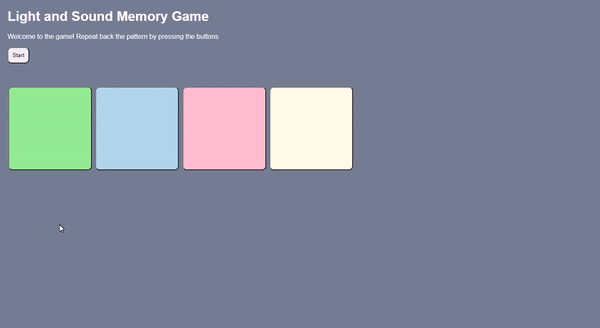 Light and Sound Memory Game
Welcome to the game! Repeat back the pattern by pressing the buttons
Start